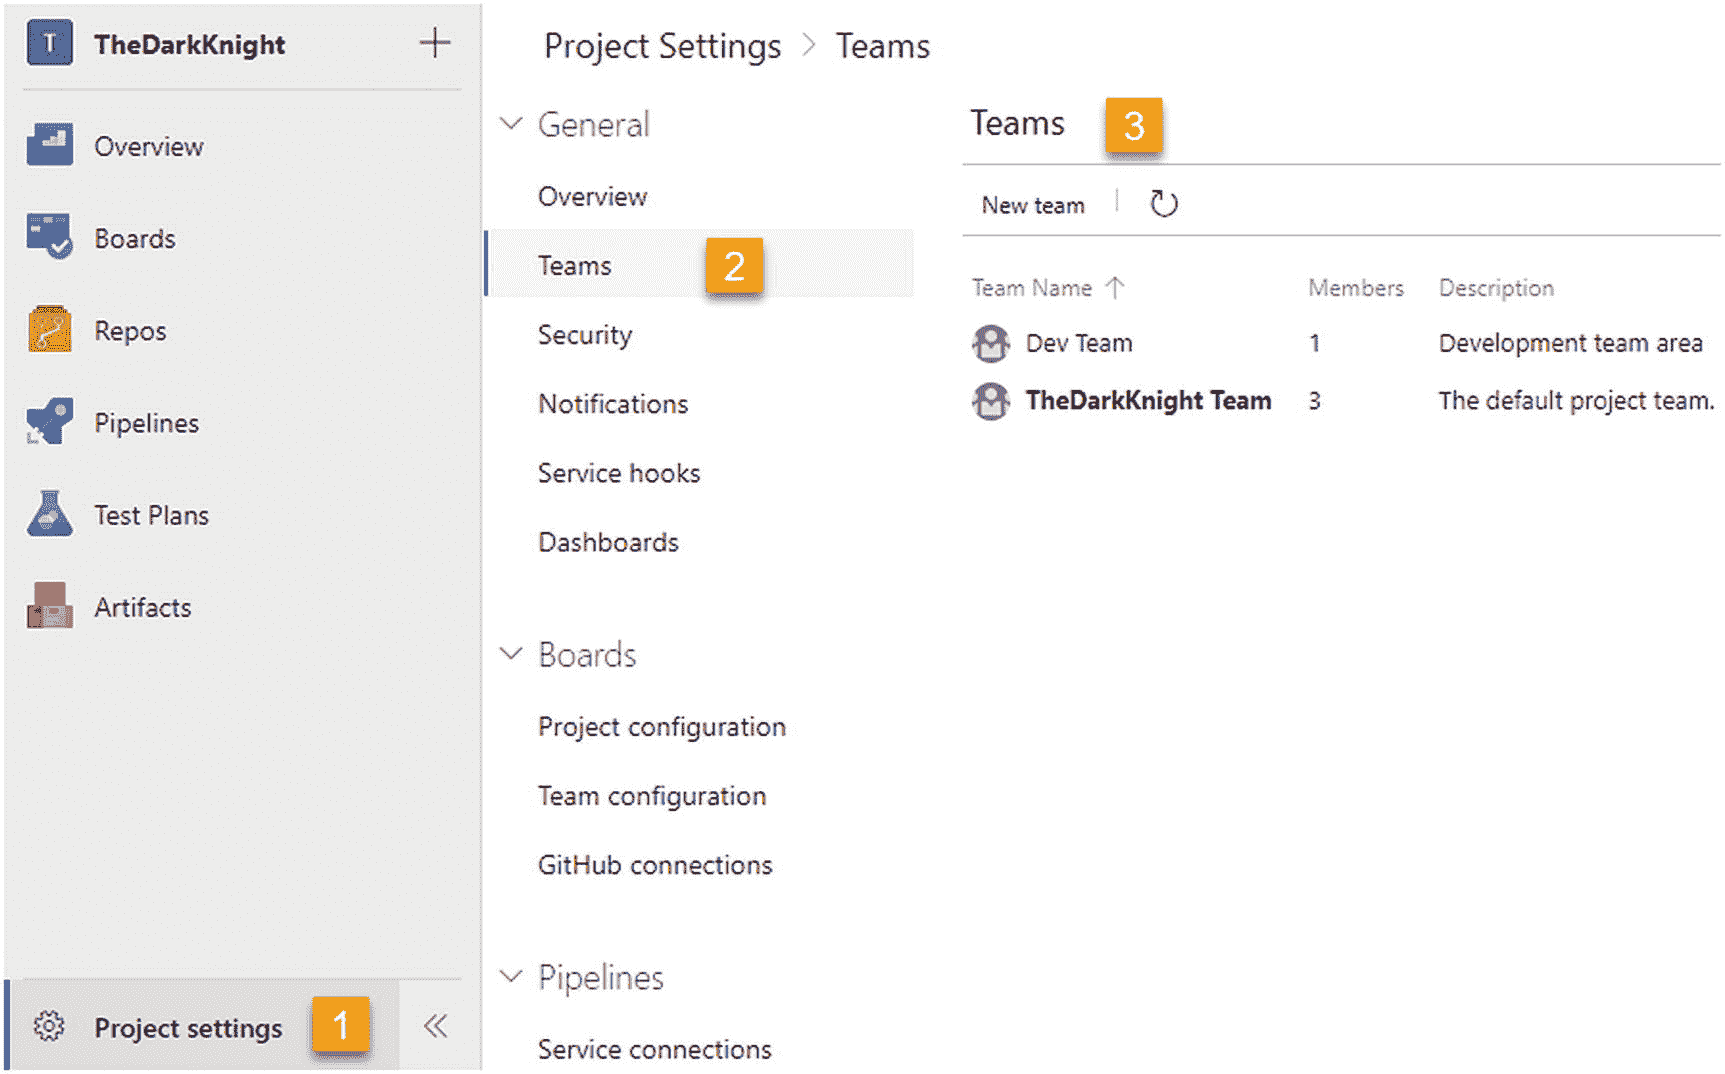 T TheDarkKnight +
Overview
Boards
Repos
Pipelines
Test Plans
Artifacts
Project settings 1
Project Settings > Teams
General
Overview
Teams 2
Security
Notifications
Service hooks
Dashboards
Boards
Project configuration
Team configuration
GitHub connections
Pipelines
Service connections
Teams 3
New team
Team Name ↑ Members Description
Dev Team 1 Development team area
TheDarkKnight Team 3 The default project team.